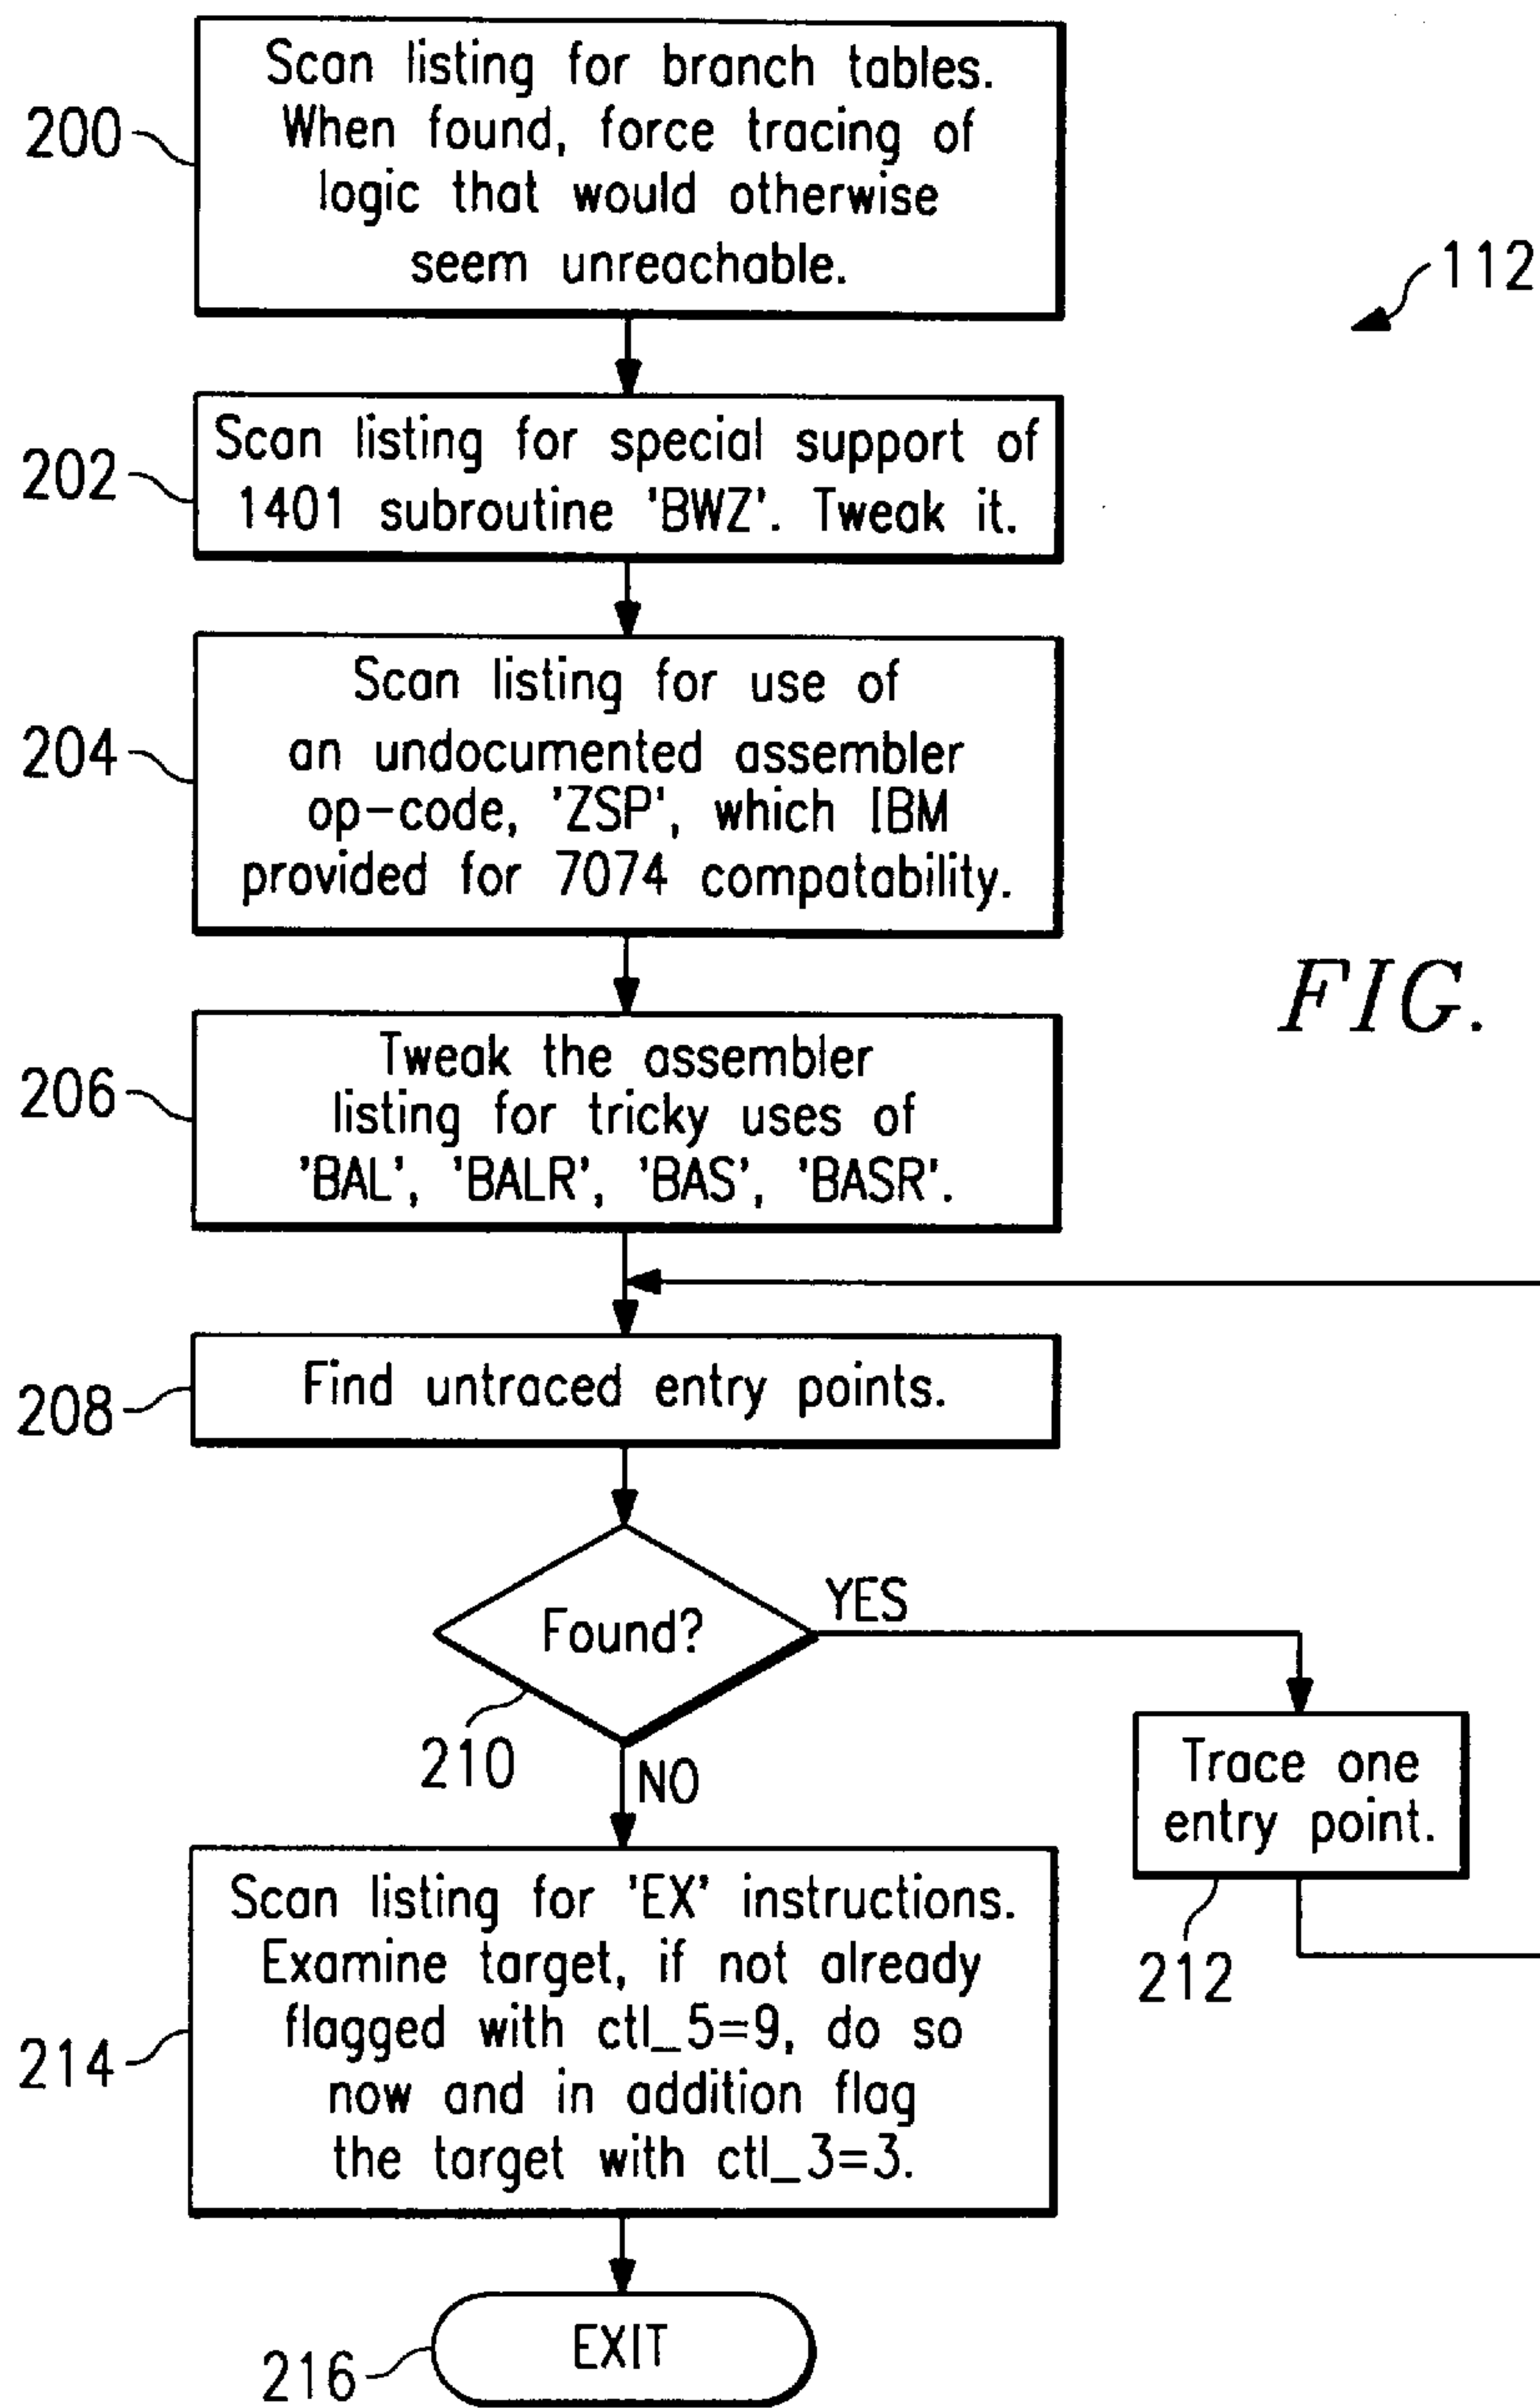 200
Scan listing for branch tables.
When found, force tracing of
logic that would otherwise
seem unreachable.
112
202
Scan listing for special support of
1401 subroutine 'BWZ'. Tweak it.
204
Scan listing for use of
an undocumented assembler
op-code, 'ZSP', which IBM
provided for 7074 compatability.
FIG.
206
Tweak the assembler
listing for tricky uses of
'BAL', 'BALR', 'BAS', 'BASR'.
208
Find untraced entry points.
Found?
YES
210
NO
Trace one
entry point.
212
214
Scan listing for 'EX' instructions.
Examine target, if not already
flagged with ctl_5=9, do so
now and in addition flag
the target with ctl_3=3.
216
EXIT